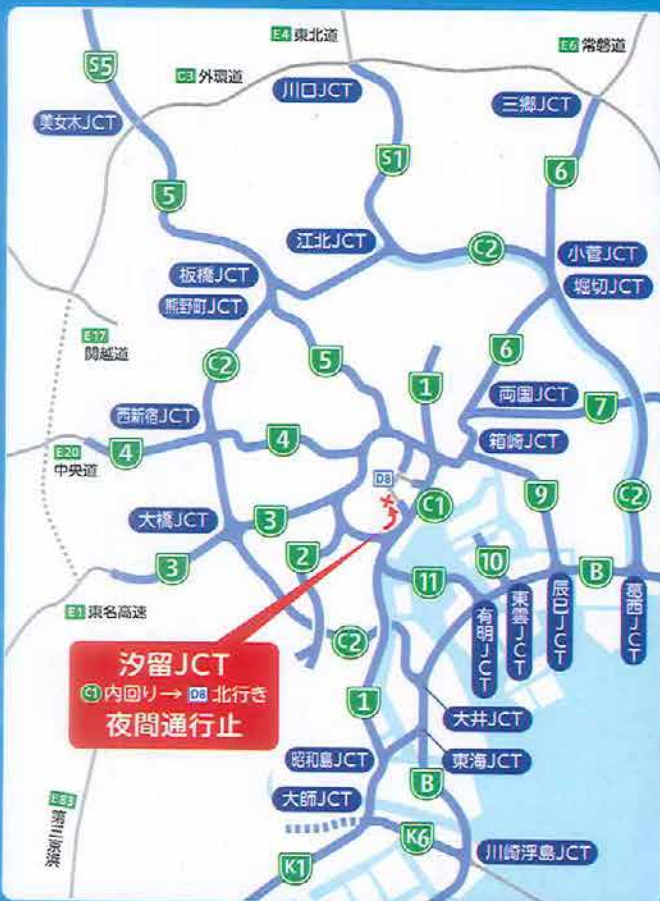 E4 東北道
E6 常磐道
S5
C3 外環道
川口JCT
三郷JCT
美女木JCT
S1
6
5
江北JCT
C2
小菅JCT
板橋JCT
堀切JCT
熊野町JCT
E17
関越道
C2
5
1
6
両国JCT
7
西新宿JCT
4
4
箱崎JCT
E20
中央道
D8
C1
9
C2
大橋JCT
3
2
10
B
3
11
有明JCT
東雲JCT
辰巳JCT
葛西JCT
E1 東名高速
C2
汐留JCT
C1内回り→D8北行き
夜間通行止
1
大井JCT
昭和島JCT
東海JCT
B
大師JCT
E83
第三京浜
K6
K1
川崎浮島JCT